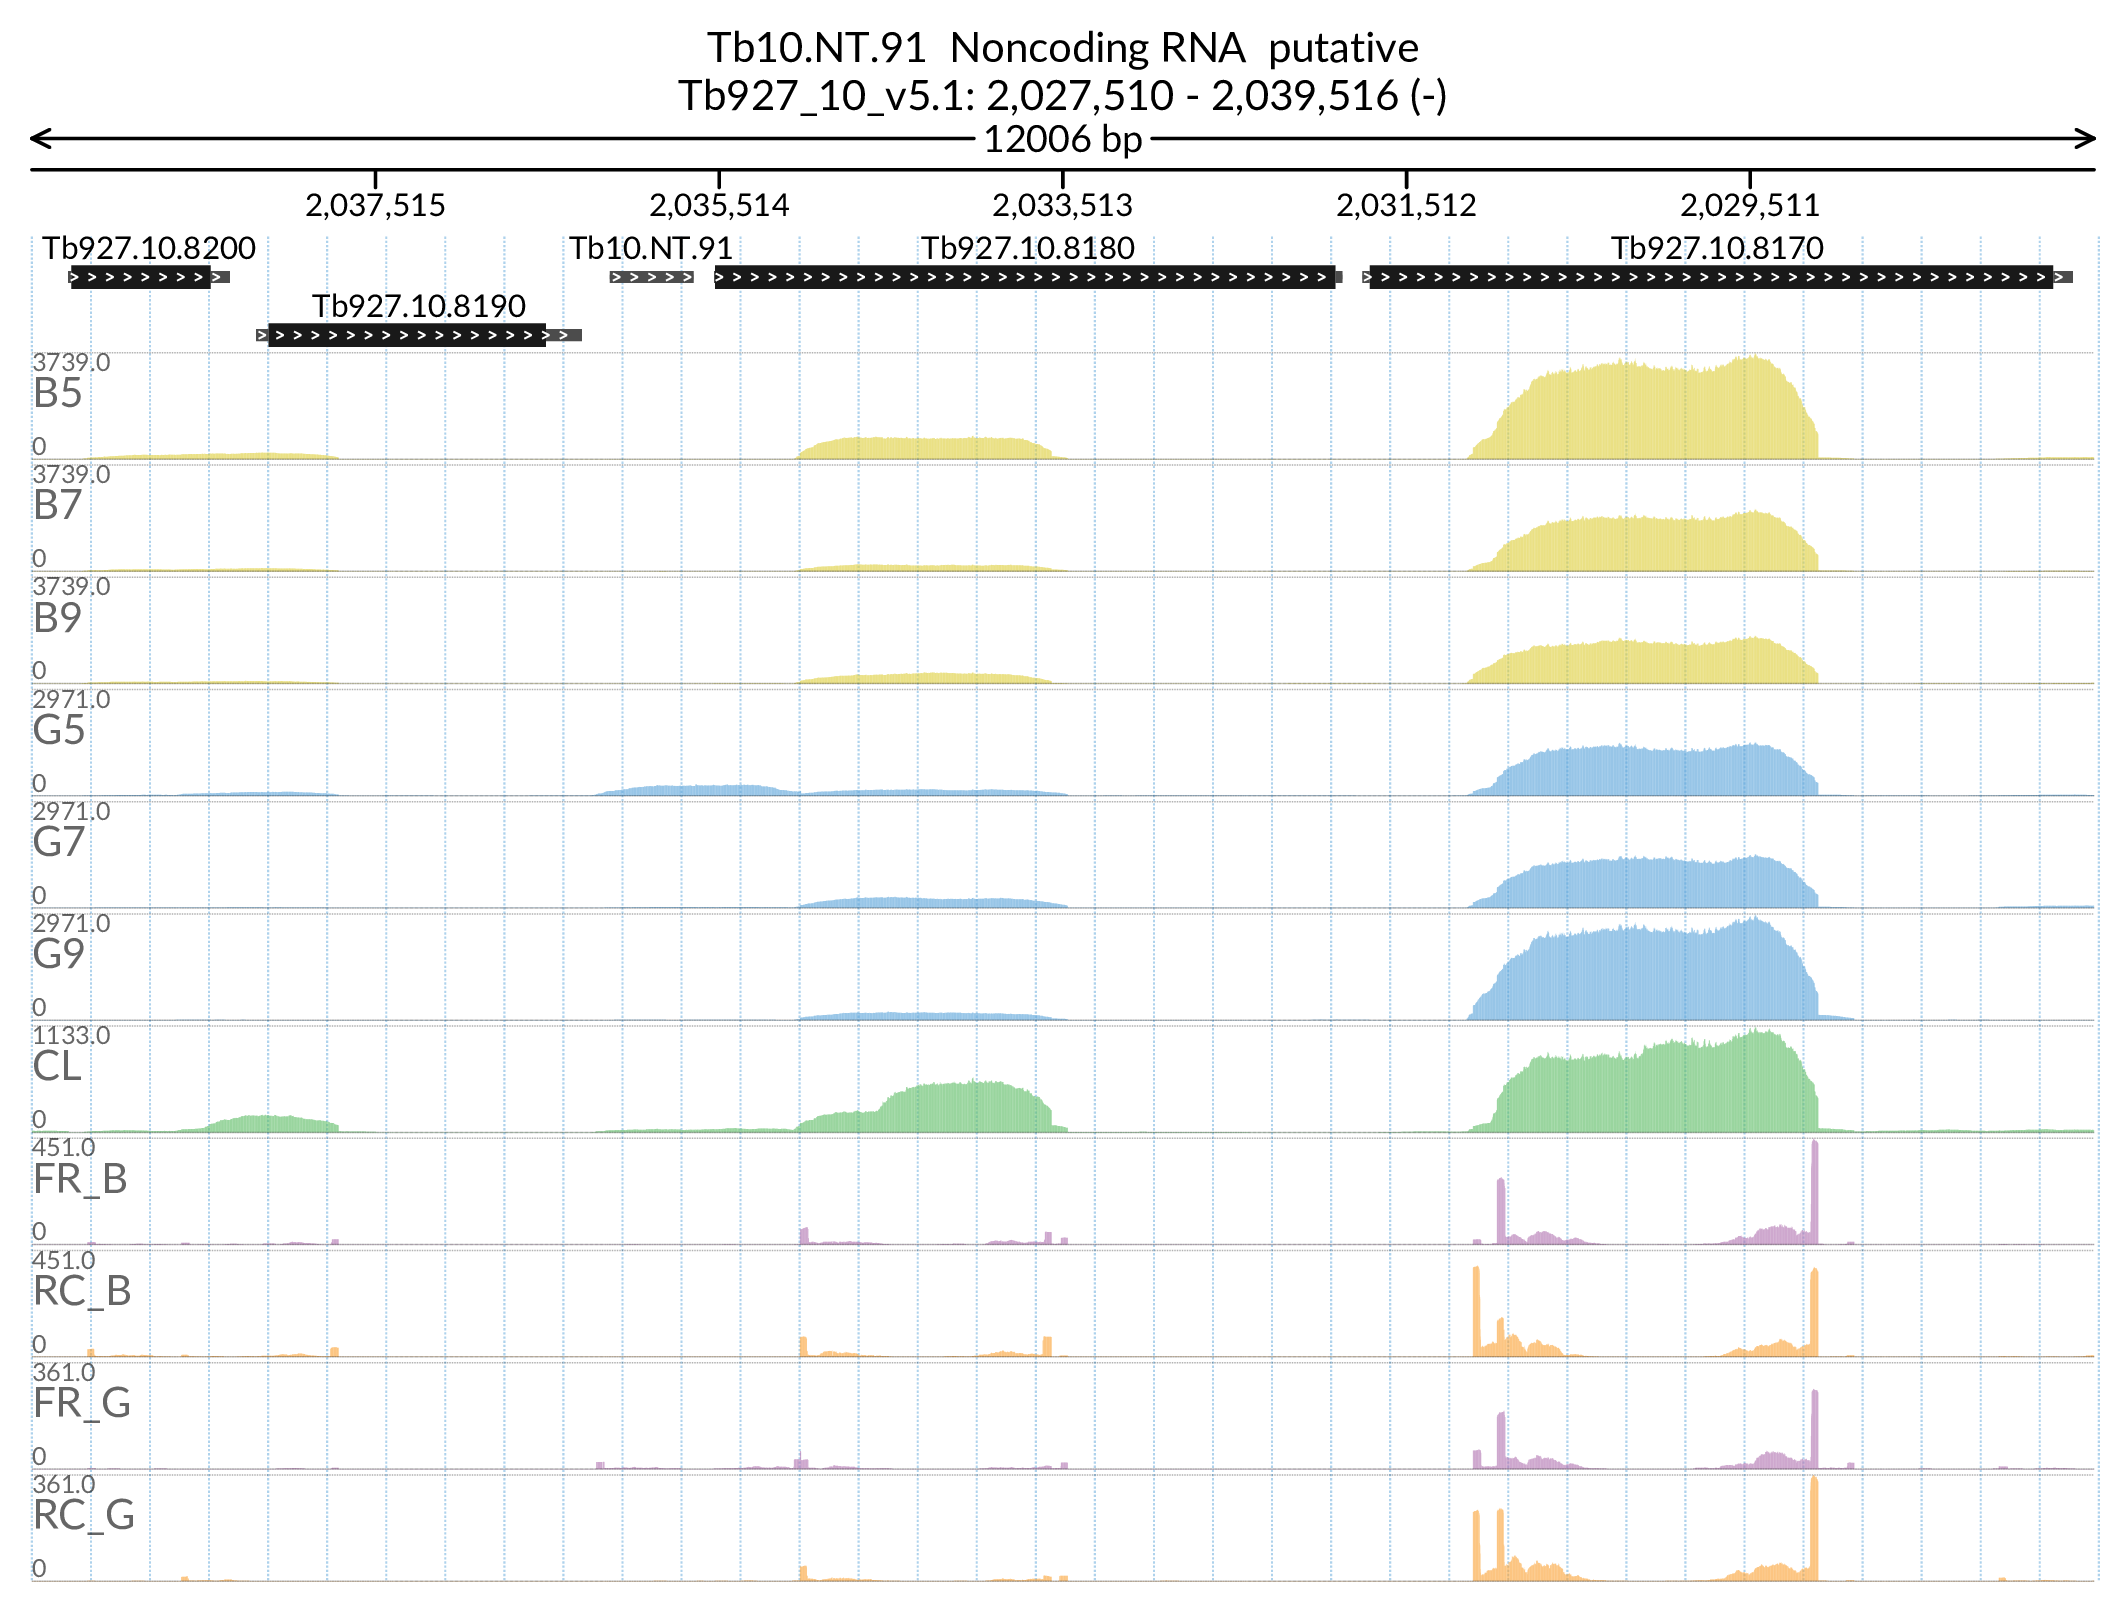 Tb10.NT.91 Noncoding RNA putative
Tb927_10_v5.1: 2,027,510 - 2,039,516 (-)
12006 bp
2,037,515 2,035,514 2,033,513 2,031,512 2,029,511
Tb927.10.8200 Tb10.NT.91 Tb927.10.8180 Tb927.10.8170
Tb927.10.8190
3739.0
B5
0
3739.0
B7
0
3739.0
B9
0
2971.0
G5
0
2971.0
G7
0
2971.0
G9
0
1133.0
CL
0
451.0
FR_B
0
451.0
RC_B
0
361.0
FR_G
0
361.0
RC_G
0